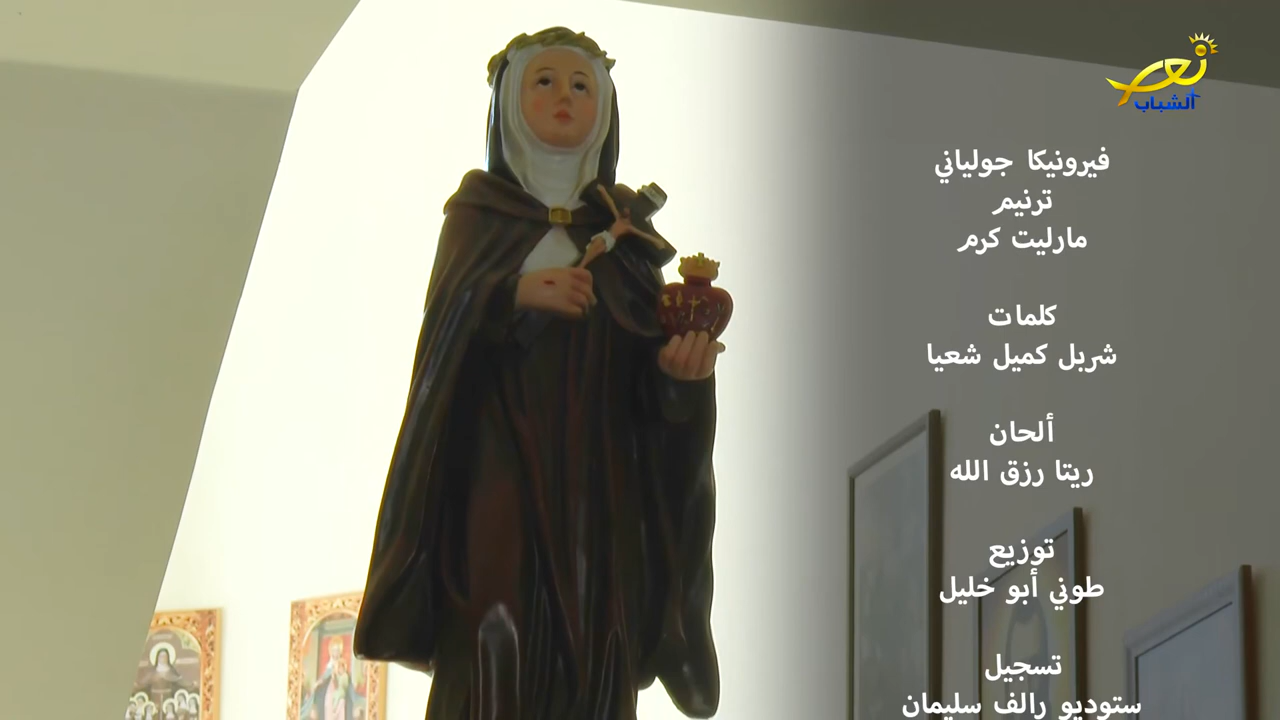 نعم
الشباب
فيرونيكا جولياني
ترنيم
مارليت كرم
كلمات
شربل كميل شعيا
ألحان
ريتا رزق الله
توزيع
طوني أبو خليل
تسجيل
ستوديو رالف سليمان